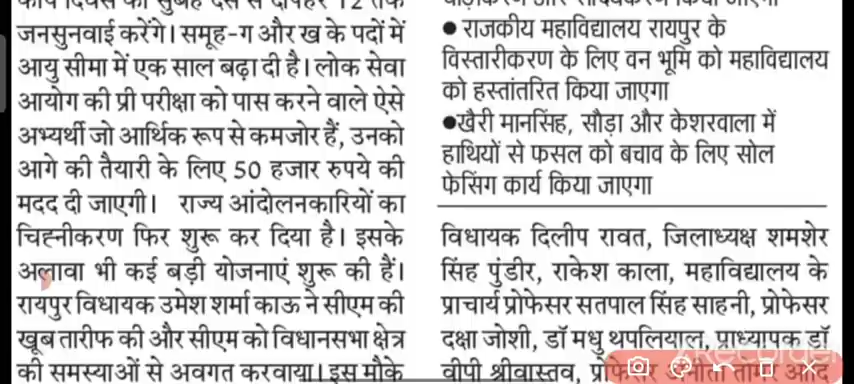 जनसुनवाई करेंगे। समूह-ग और ख के पदों में
आयु सीमा में एक साल बढ़ा दी है। लोक सेवा
आयोग की प्री परीक्षा को पास करने वाले ऐसे
अभ्यर्थी जो आर्थिक रूप से कमजोर हैं, उनको
आगे की तैयारी के लिए 50 हजार रुपये की
मदद दी जाएगी। राज्य आंदोलनकारियों का
चिह्नीकरण फिर शुरू कर दिया है। इसके
अलावा भी कई बड़ी योजनाएं शुरू की हैं।
रायपुर विधायक उमेश शर्मा काऊ ने सीएम की
खूब तारीफ की और सीएम को विधानसभा क्षेत्र
की समस्याओं से अवगत करवाया। इस मौके
● राजकीय महाविद्यालय रायपुर के
विस्तारीकरण के लिए वन भूमि को महाविद्यालय
को हस्तांतरित किया जाएगा
●खैरी मानसिंह, सौड़ा और केशरवाला में
हाथियों से फसल को बचाव के लिए सोल
फेसिंग कार्य किया जाएगा
विधायक दिलीप रावत, जिलाध्यक्ष शमशेर
सिंह पुंडीर, राकेश काला, महाविद्यालय के
प्राचार्य प्रोफेसर सतपाल सिंह साहनी, प्रोफेसर
दक्षा जोशी, डॉ मधु थपलियाल, प्राध्यापक डॉ
वीपी श्रीवास्तव,